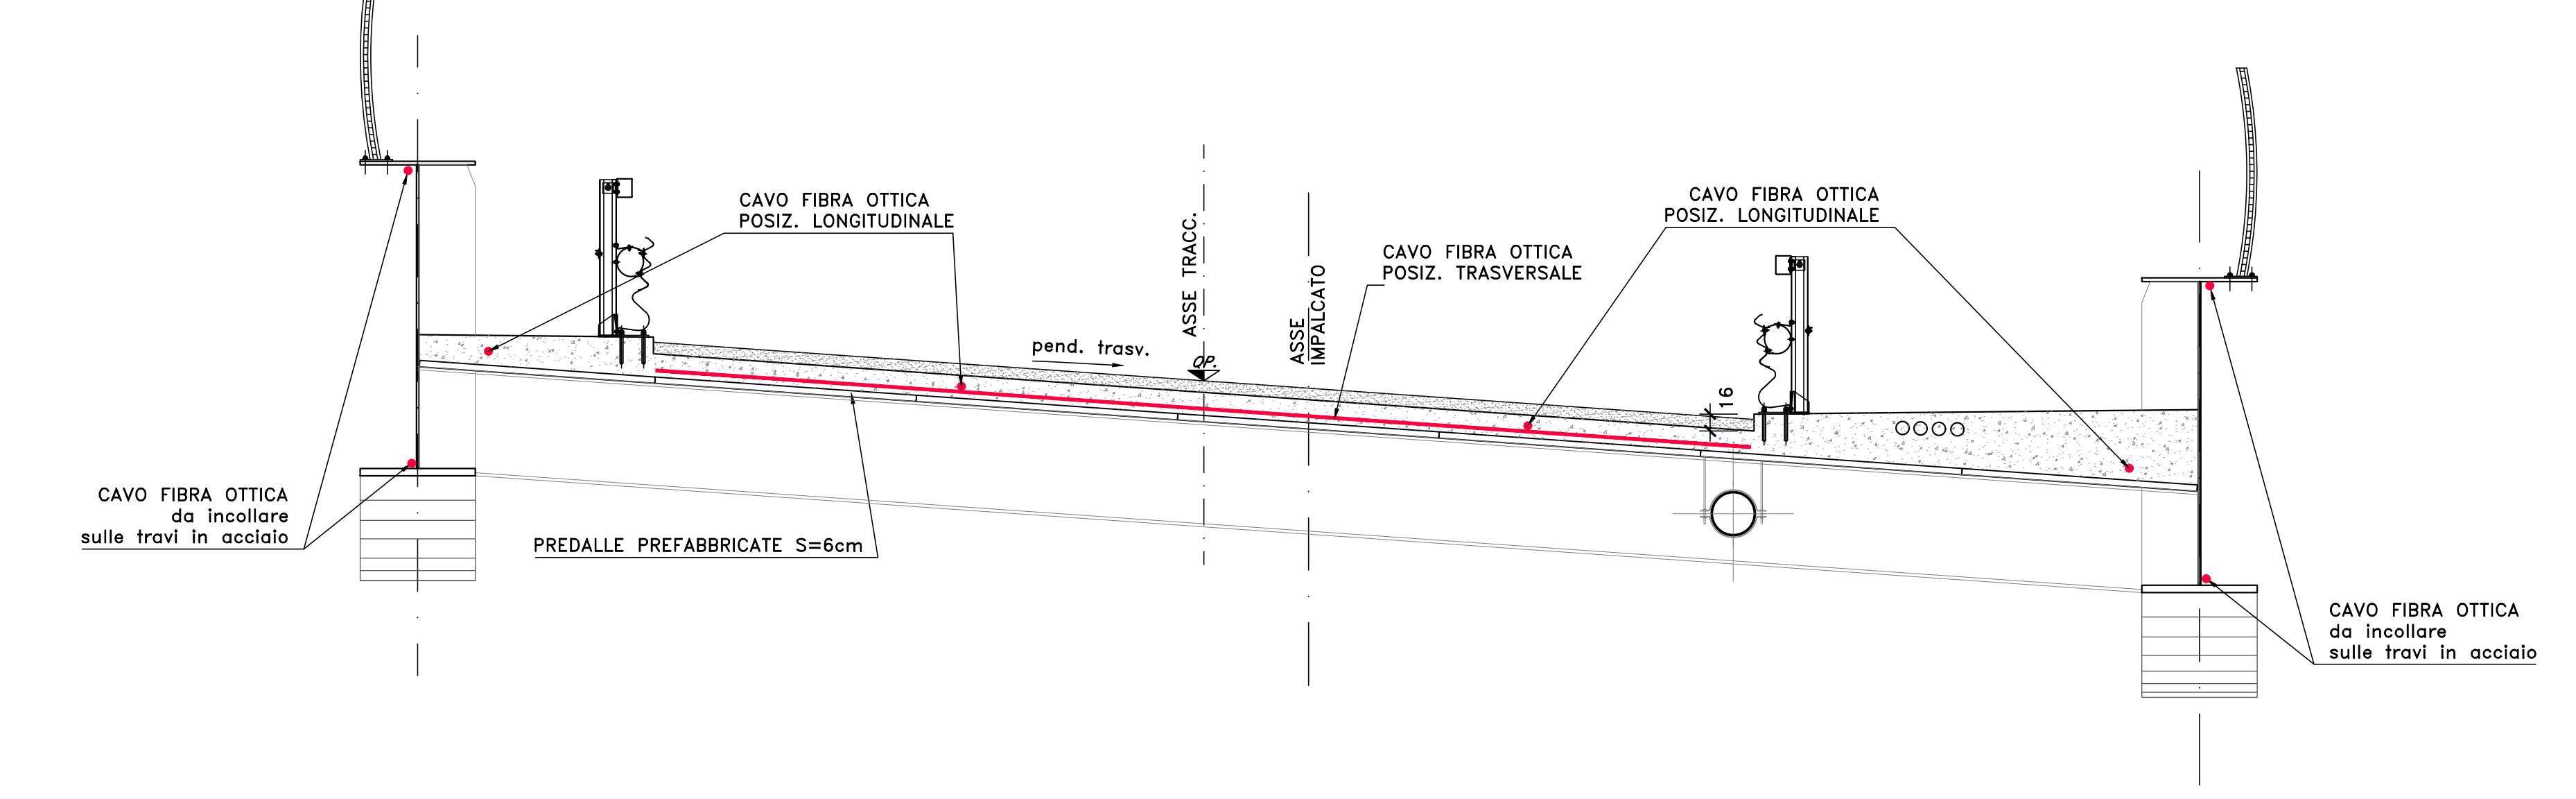 CAVO FIBRA OTTICA
POSIZ. LONGITUDINALE
CAVO FIBRA OTTICA
POSIZ. LONGITUDINALE
ASSE TRACC.
CAVO FIBRA OTTICA
POSIZ. TRASVERSALE
ASSE
IMPALCATO
pend. trasv.
QP.
16
CAVO FIBRA OTTICA
da incollare
sulle travi in acciaio
PREDALLE PREFABBRICATE S=6cm
CAVO FIBRA OTTICA
da incollare
sulle travi in acciaio